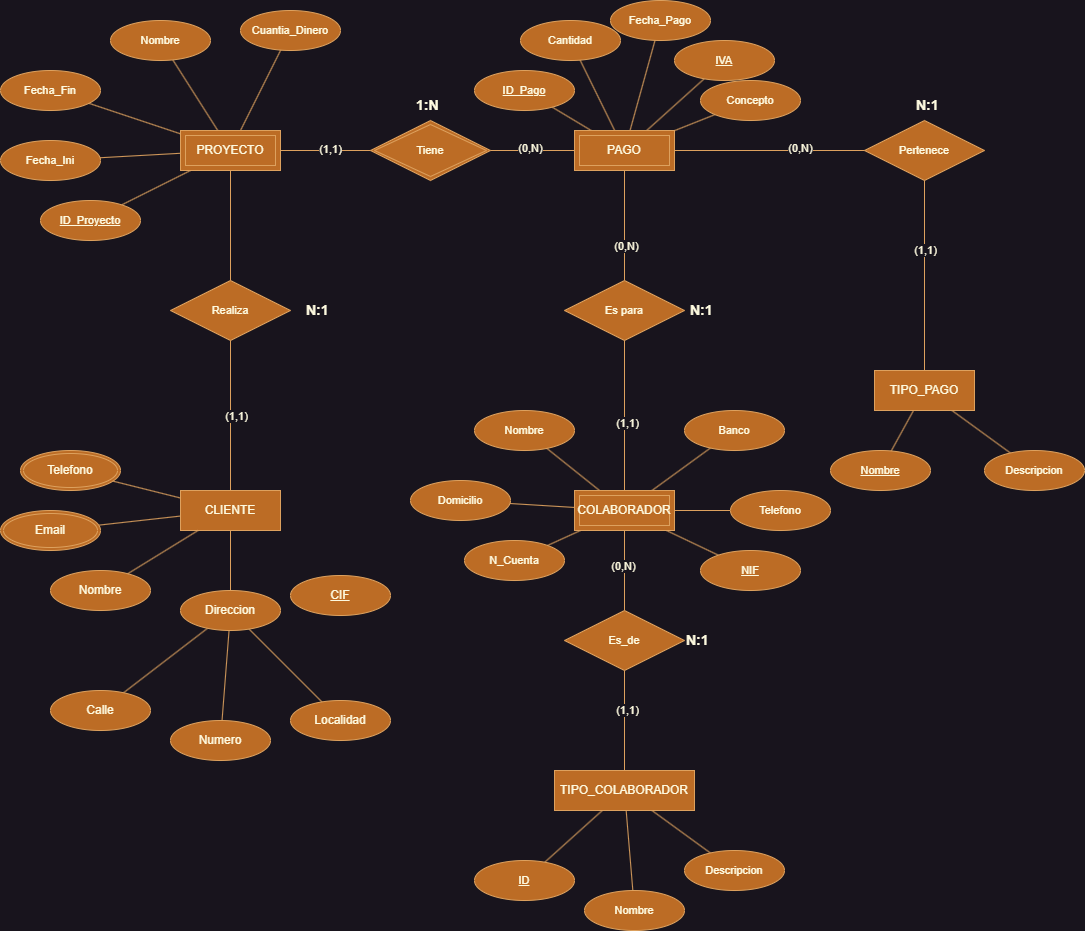 Nombre
Cuantia_Dinero
Fecha_Fin
Fecha_Ini
ID_Proyecto
PROYECTO
(1,1)
1:N
Tiene
(0,N)
Fecha_Pago
Cantidad
IVA
ID_Pago
Concepto
PAGO
(0,N)
N:1
Pertenece
(1,1)
TIPO_PAGO
Nombre
Descripcion
Realiza
N:1
(1,1)
(0,N)
Es para
N:1
(1,1)
Telefono
CLIENTE
Email
Nombre
Direccion
CIF
Calle
Numero
Localidad
Nombre
Banco
Domicilio
COLABORADOR
Telefono
N_Cuenta
NIF
(0,N)
Es_de
N:1
(1,1)
TIPO_COLABORADOR
ID
Nombre
Descripcion